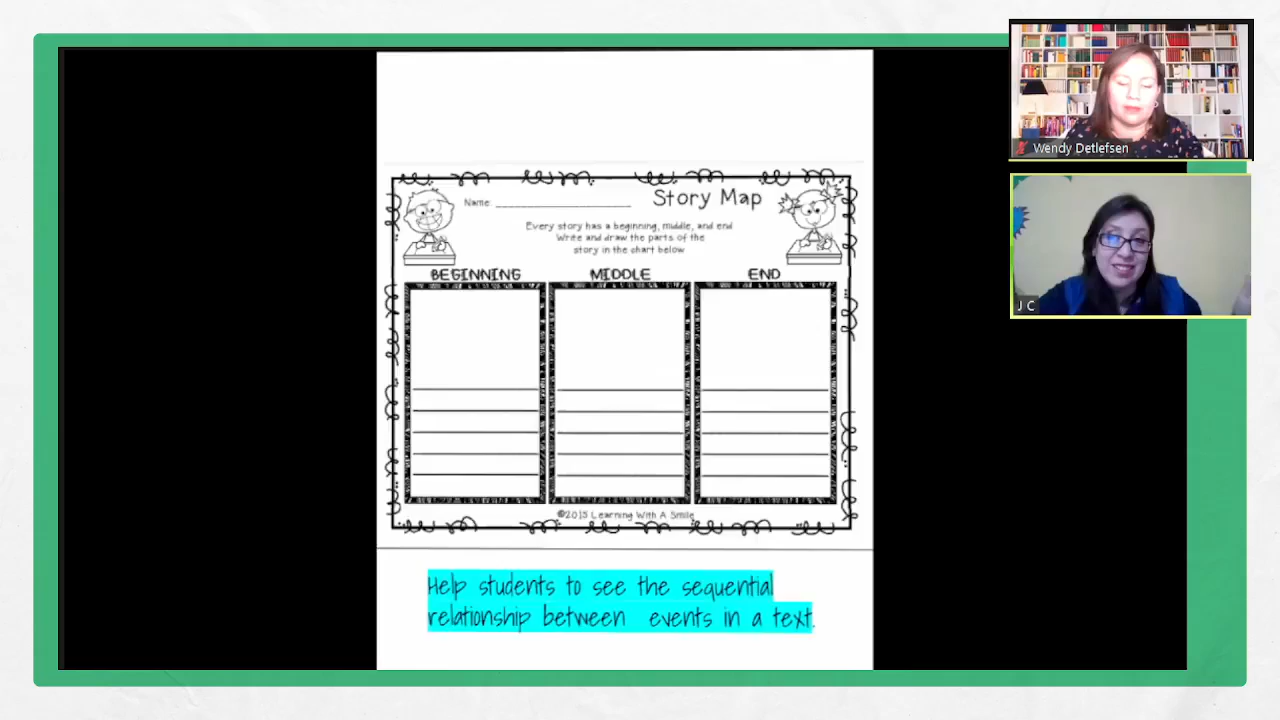 Wendy Detlefsen
J C
Name:
Story Map
Every story has a beginning, middle, and end
Write and draw the parts of the
story in the chart below
BEGINNING
MIDDLE
END
©2015 Learning With A Smile
Help students to see the sequential
relationship between events in a text.